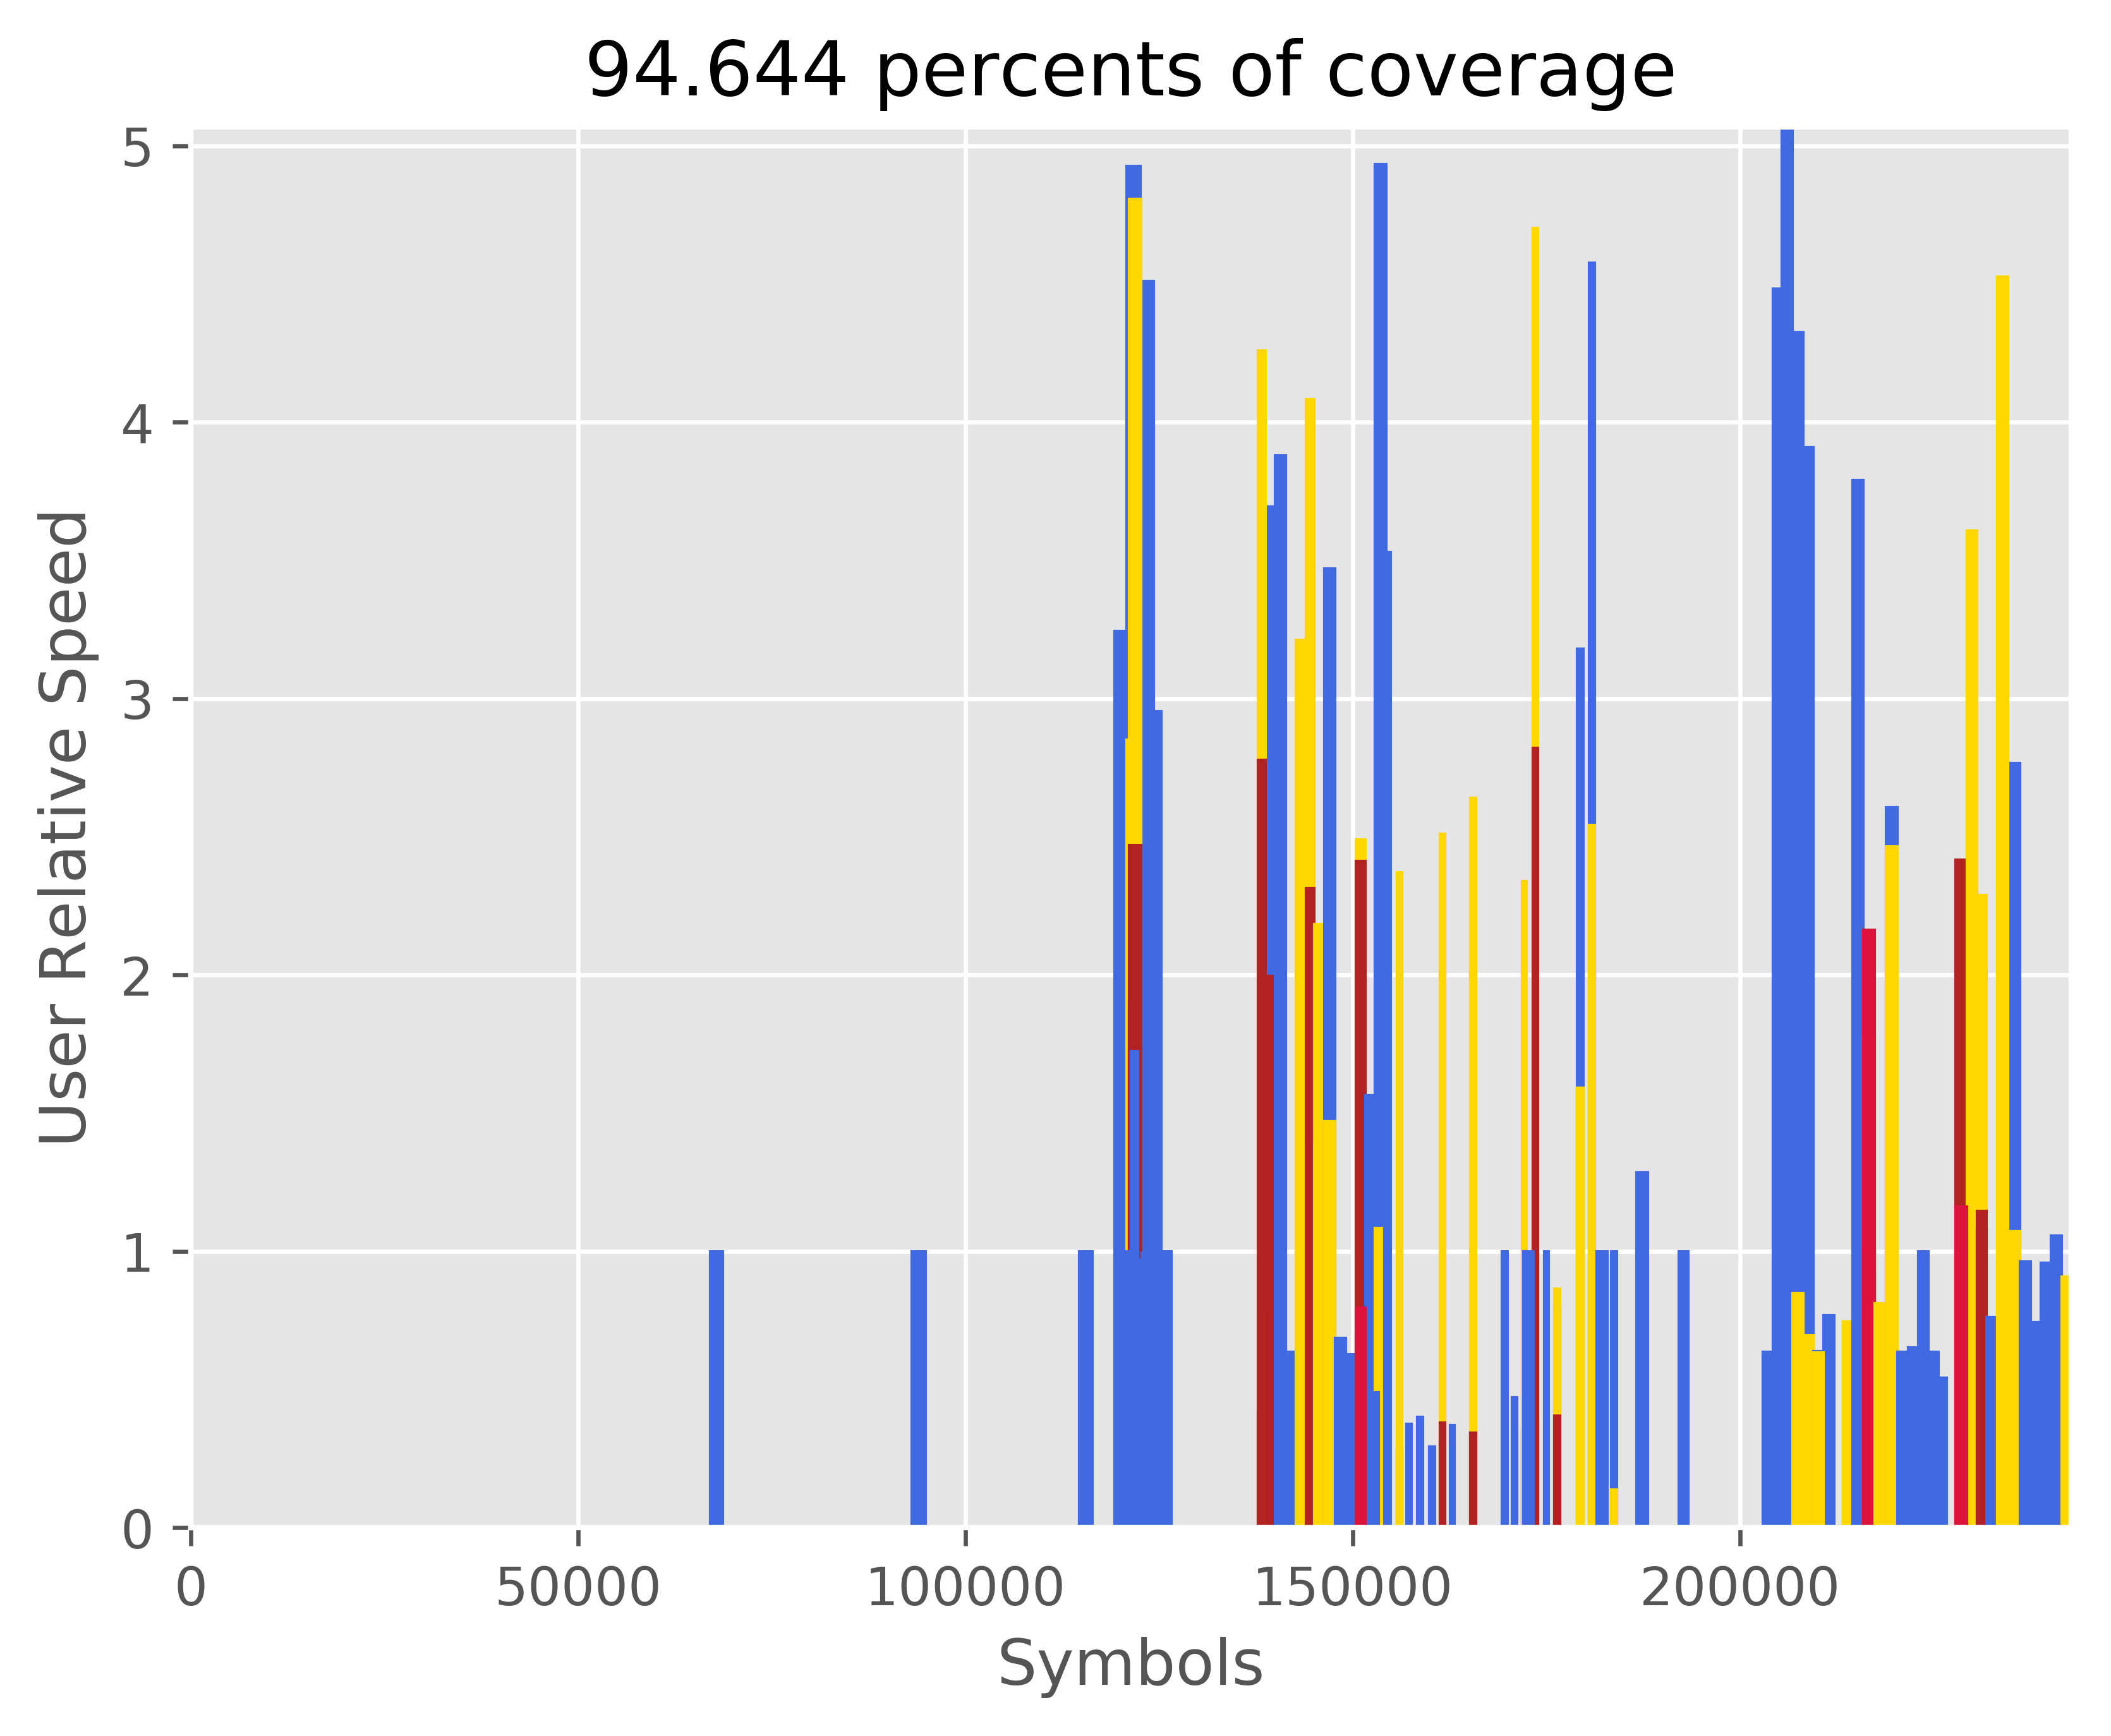 94.644 percents of coverage
5
4
3
2
1
0
User Relative Speed
0 50000 100000 150000 200000
Symbols